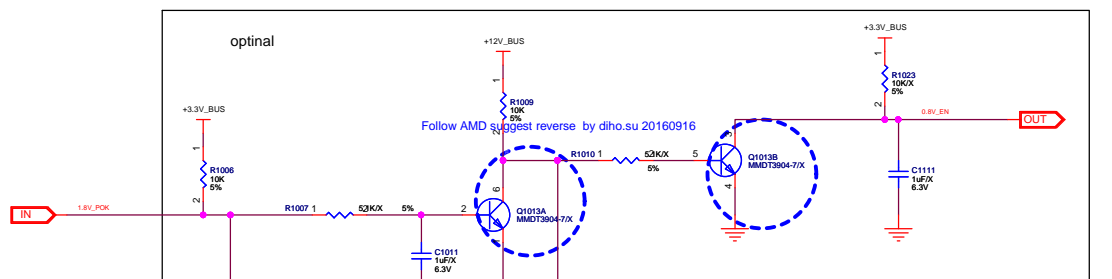 optinal
+12V_BUS
+3.3V_BUS
1
R1023
10K/X
5%
2
0.8V_EN
OUT
1
R1009
10K
5%
2
+3.3V_BUS
Follow AMD suggest reverse by diho.su 20160916
3
1
R1006
10K
5%
2
R1010 1
5%
5
Q1013B
MMDT3904-7/X
4
C1111
1uF/X
6.3V
6
IN
1.8V_POK
R1007 1
5%
2
Q1013A
MMDT3904-7/X
C1011
1uF/X
6.3V